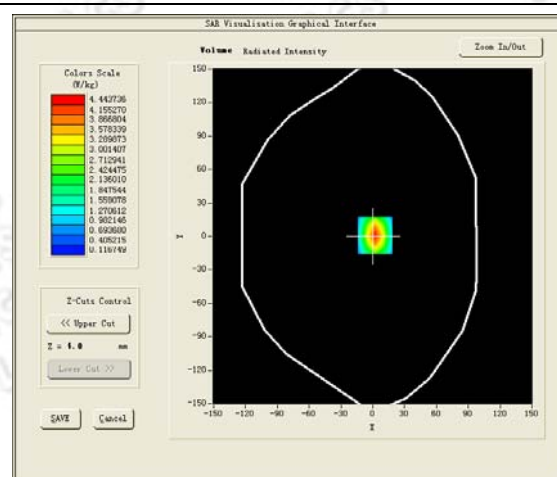 SAR Visualisation Graphical Interface
Volume Radiated Intensity
Zoom In/Out
Colors Scale
(W/kg)
4.443736
4.155270
3.866804
3.578339
3.289873
3.001407
2.712941
2.424475
2.136010
1.847544
1.559078
1.270612
0.982146
0.693680
0.405215
0.116749
Z-Cuts Control
<< Upper Cut
Z = 4.0 mm
Lower Cut >>
SAVE
Cancel
150
120
90
60
30
0
-30
-60
-90
-120
-150
Y
-150 -120 -90 -60 -30 0 30 60 90 120 150
X